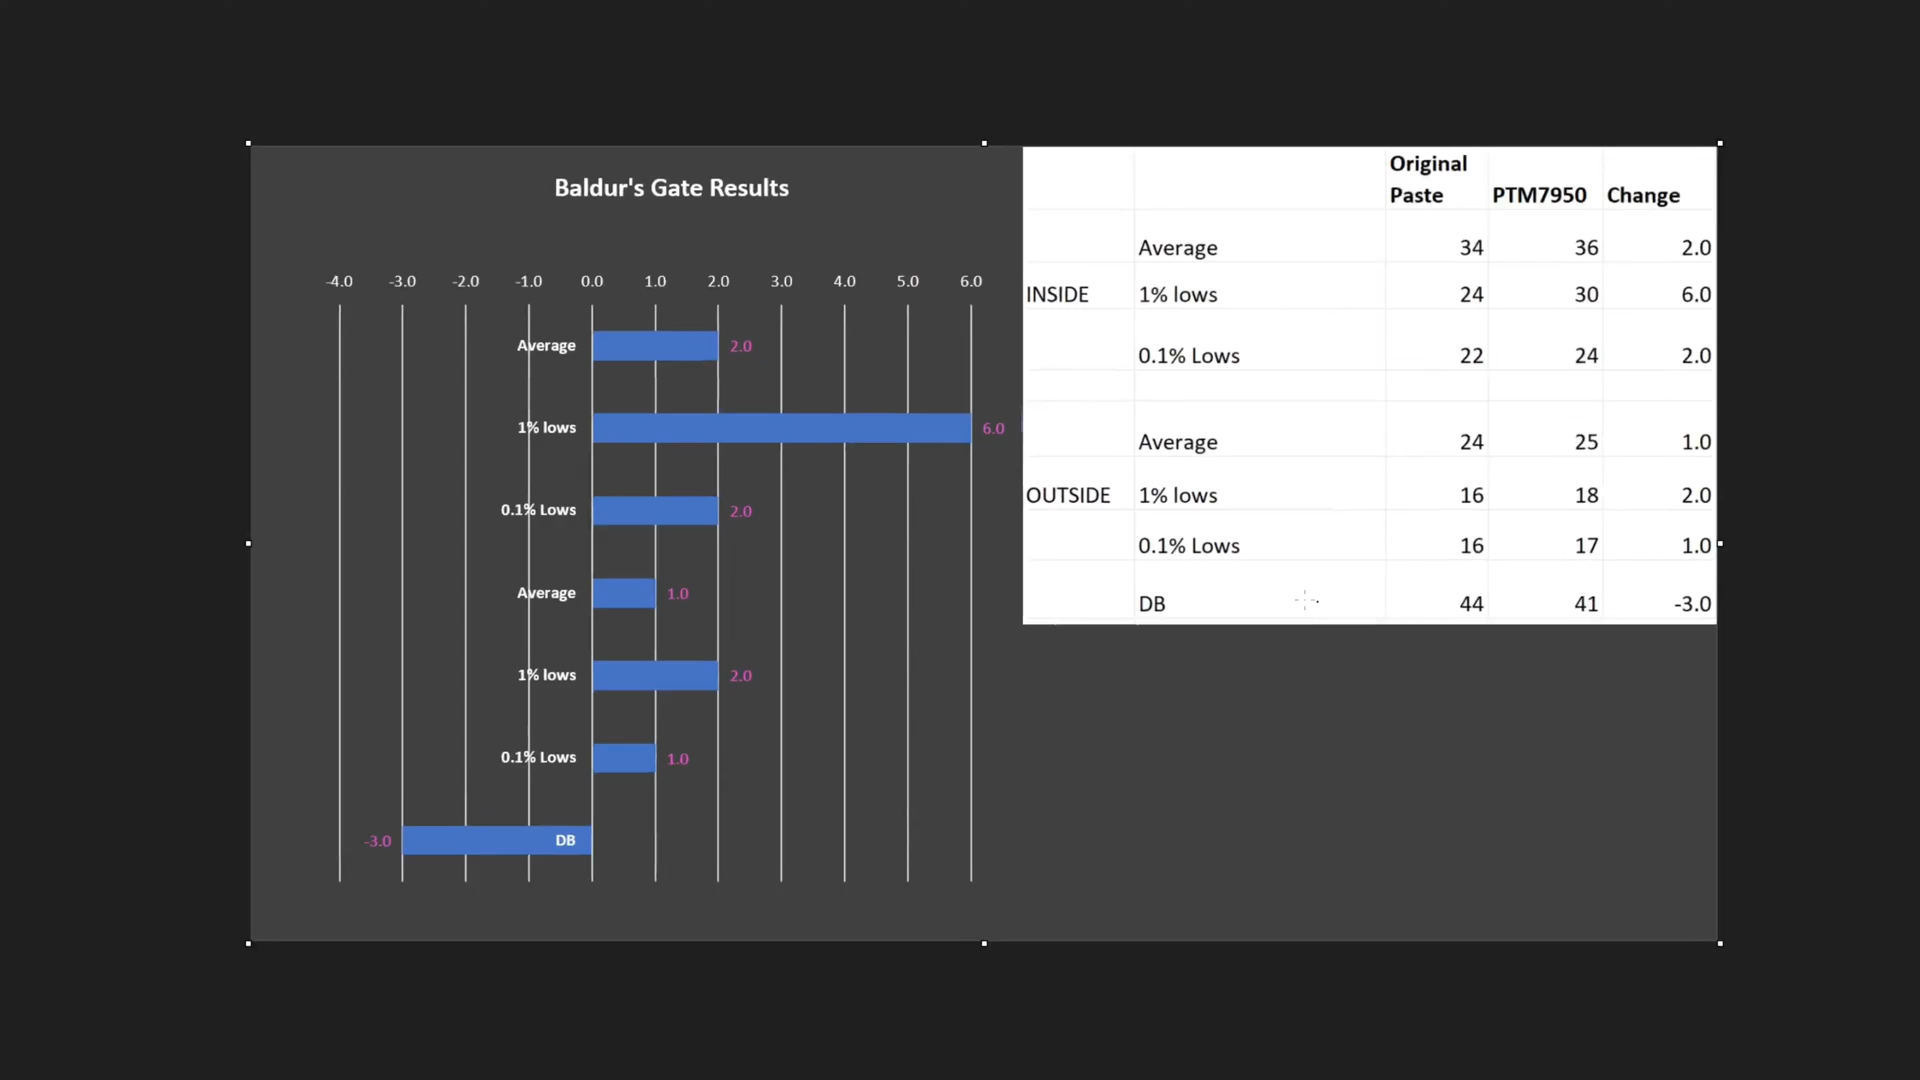 Baldur's Gate Results
-4.0 -3.0 -2.0 -1.0 0.0 1.0 2.0 3.0 4.0 5.0 6.0
Average 2.0
1% lows 6.0
0.1% Lows 2.0
Average 1.0
1% lows 2.0
0.1% Lows 1.0
-3.0 DB
Original
Paste PTM7950 Change
Average 34 36 2.0
INSIDE 1% lows 24 30 6.0
0.1% Lows 22 24 2.0
Average 24 25 1.0
OUTSIDE 1% lows 16 18 2.0
0.1% Lows 16 17 1.0
DB 44 41 -3.0